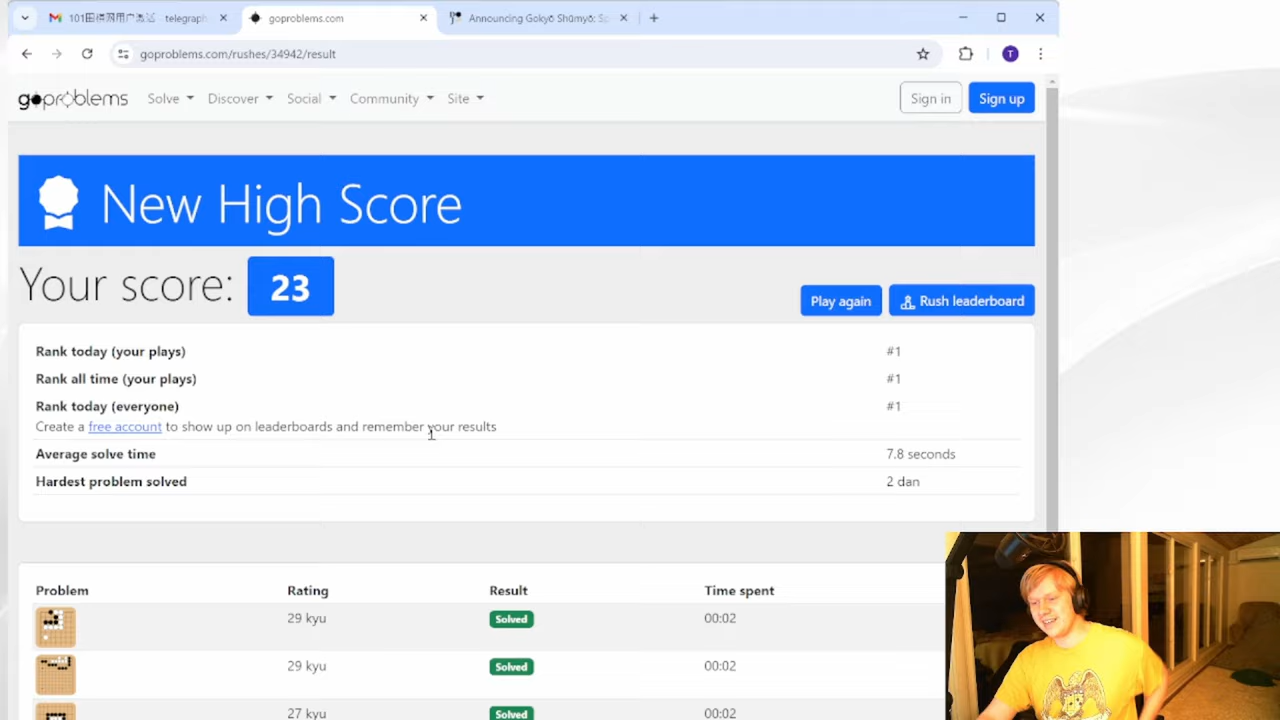 101围棋网用户激活 - telegraph
goproblems.com
Announcing Gokyō Shūmyō: Sp
goproblems.com/rushes/34942/result
T
goproblems
Solve Discover Social Community Site
Sign in
Sign up
New High Score
Your score: 23
Play again
Rush leaderboard
Rank today (your plays) #1
Rank all time (your plays) #1
Rank today (everyone) #1
Create a free account to show up on leaderboards and remember your results
Average solve time 7.8 seconds
Hardest problem solved 2 dan
Problem Rating Result Time spent
29 kyu Solved 00:02
29 kyu Solved 00:02
27 kyu Solved 00:02